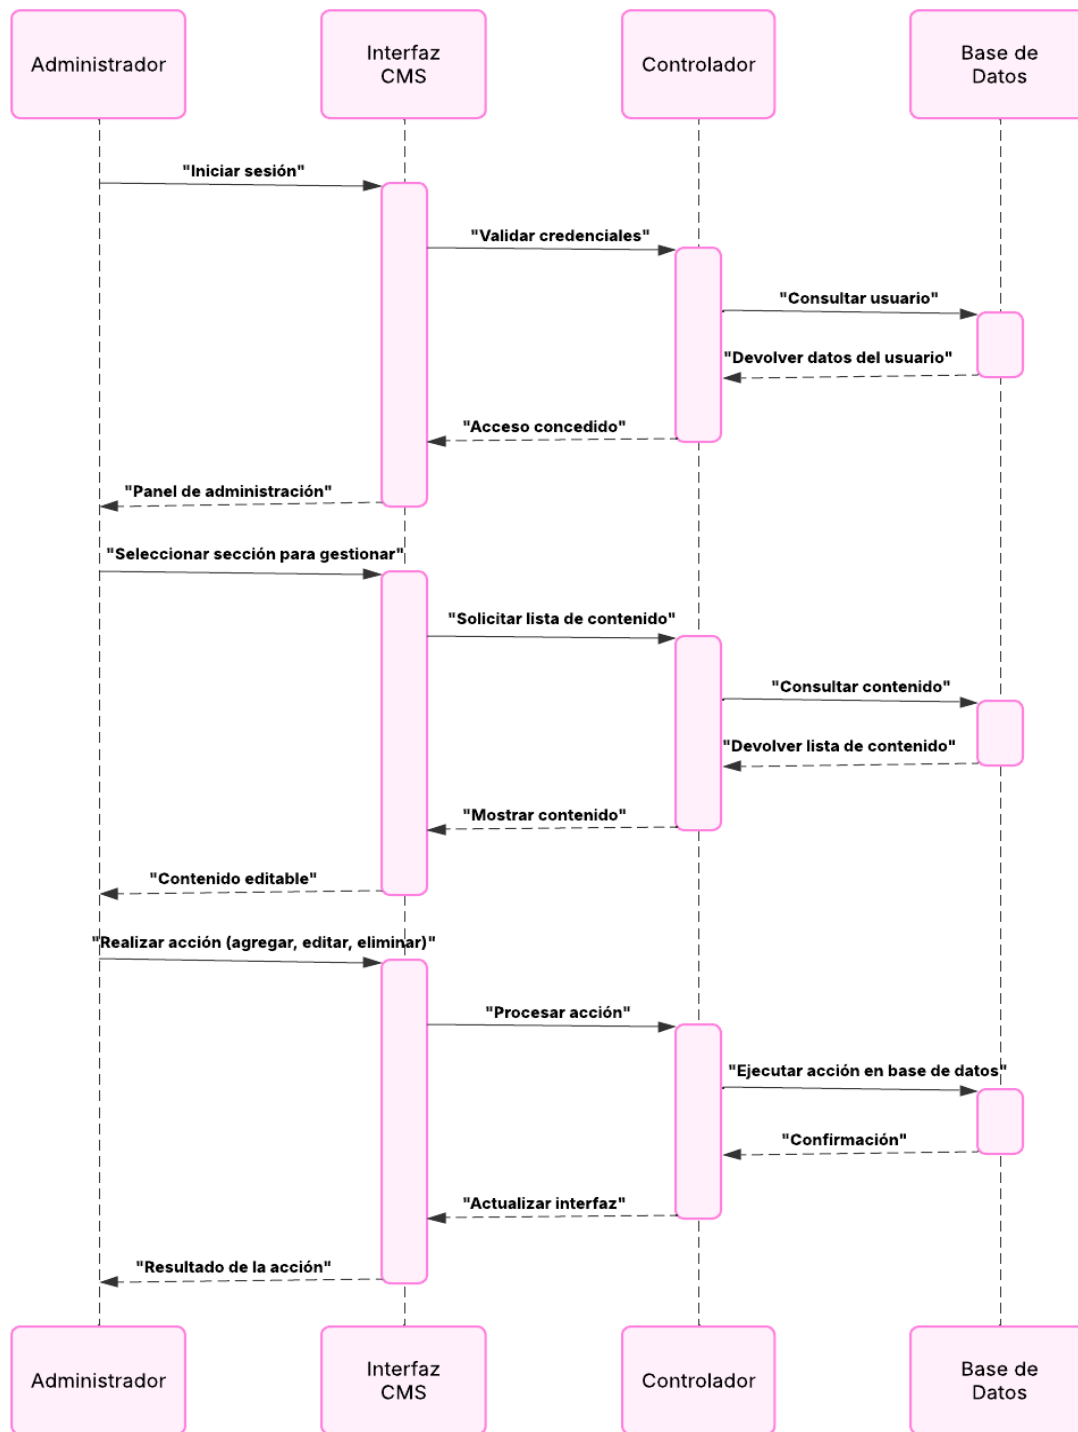 Administrador
Interfaz
CMS
Controlador
Base de
Datos
"Iniciar sesión"
"Validar credenciales"
"Consultar usuario"
"Devolver datos del usuario"
"Acceso concedido"
"Panel de administración"
"Seleccionar sección para gestionar"
"Solicitar lista de contenido"
"Consultar contenido"
"Devolver lista de contenido"
"Mostrar contenido"
"Contenido editable"
"Realizar acción (agregar, editar, eliminar)"
"Procesar acción"
"Ejecutar acción en base de datos"
"Confirmación"
"Actualizar interfaz"
"Resultado de la acción"
Administrador
Interfaz
CMS
Controlador
Base de
Datos